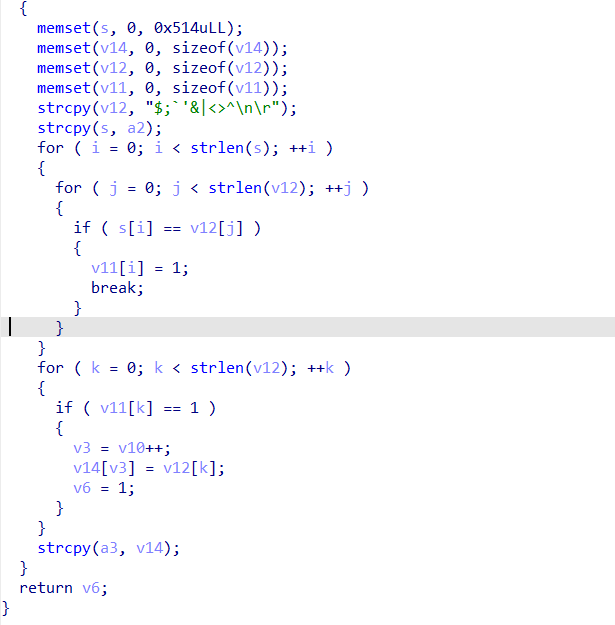 {
memset(s, 0, 0x514uLL);
memset(v14, 0, sizeof(v14));
memset(v12, 0, sizeof(v12));
memset(v11, 0, sizeof(v11));
strcpy(v12, "$;`'&|<>^\n\r");
strcpy(s, a2);
for ( i = 0; i < strlen(s); ++i )
{
for ( j = 0; j < strlen(v12); ++j )
{
if ( s[i] == v12[j] )
{
v11[i] = 1;
break;
}
}
}
for ( k = 0; k < strlen(v12); ++k )
{
if ( v11[k] == 1 )
{
v3 = v10++;
v14[v3] = v12[k];
v6 = 1;
}
}
strcpy(a3, v14);
}
return v6;
}